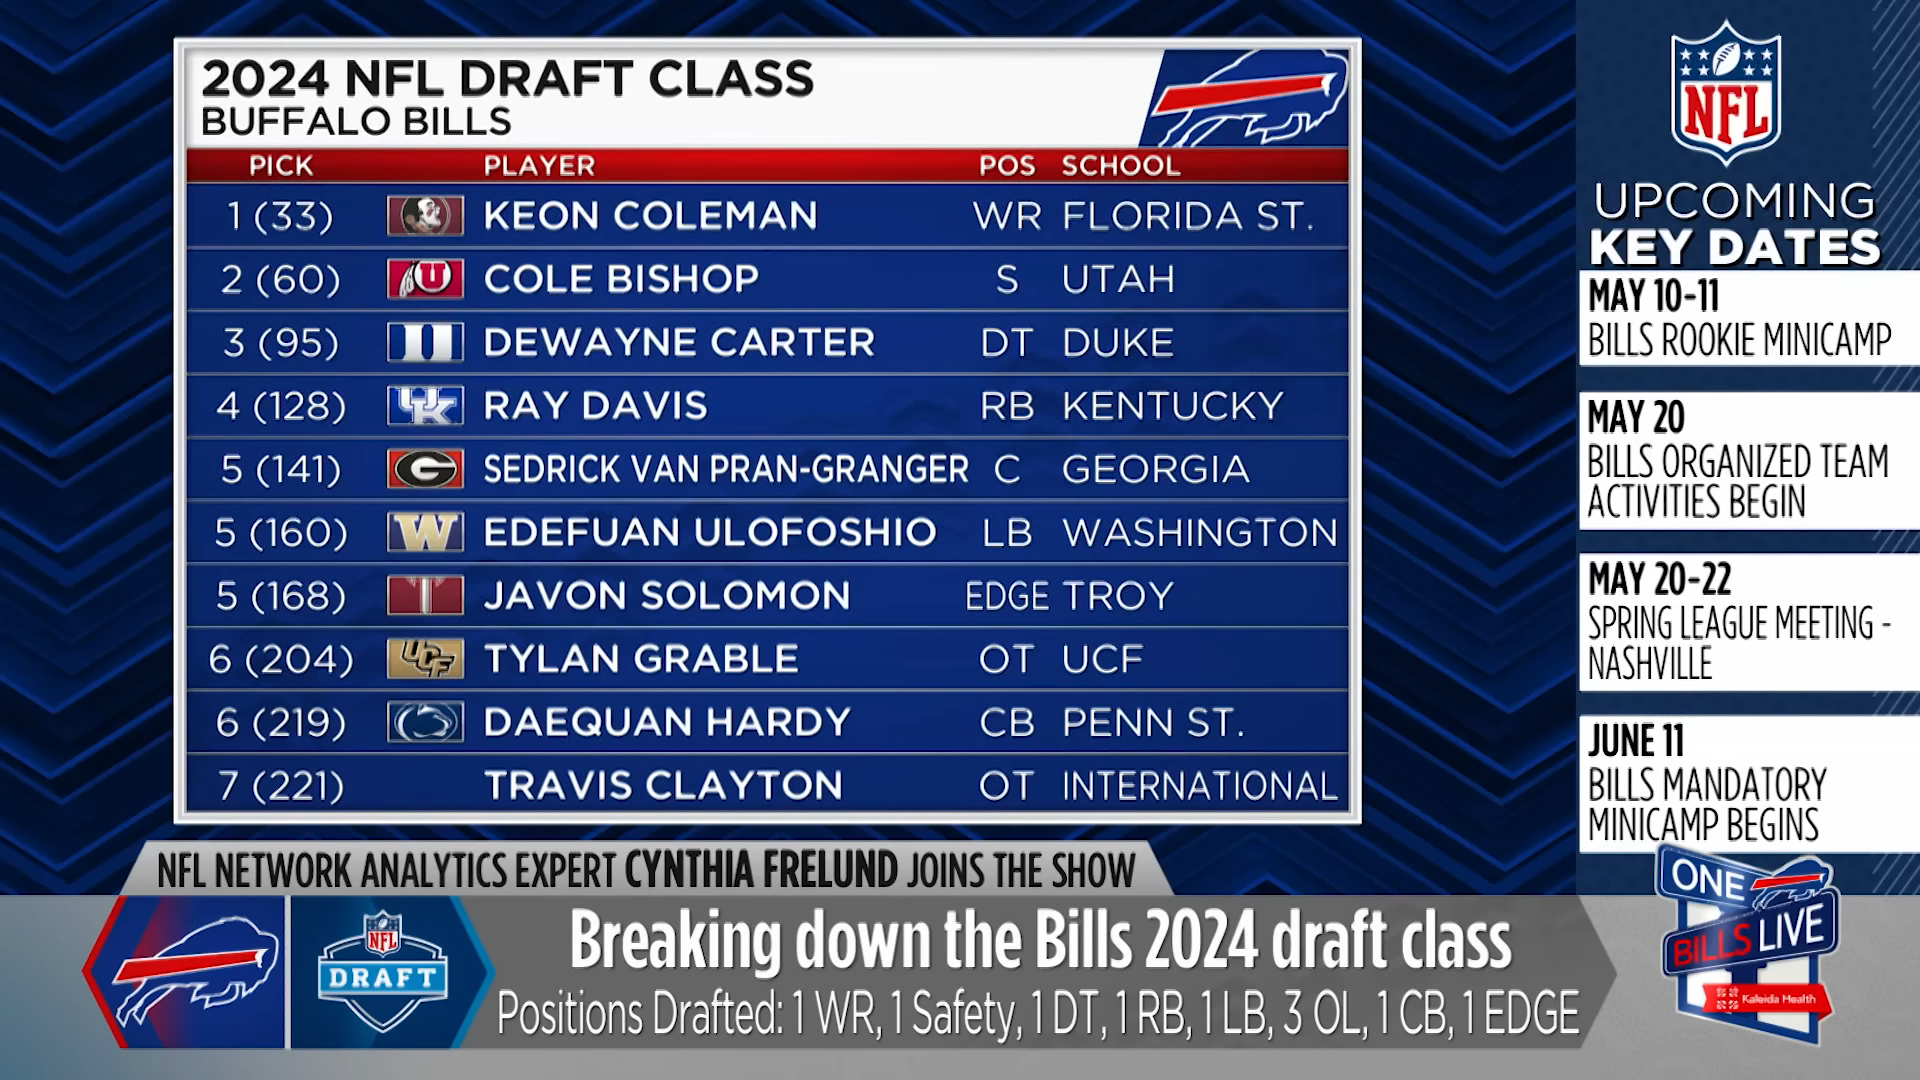 2024 NFL DRAFT CLASS
BUFFALO BILLS
PICK PLAYER POS SCHOOL
1 (33) KEON COLEMAN WR FLORIDA ST.
2 (60) U COLE BISHOP S UTAH
3 (95) DEWAYNE CARTER DT DUKE
4 (128) UK RAY DAVIS RB KENTUCKY
5 (141) G SEDRICK VAN PRAN-GRANGER C GEORGIA
5 (160) W EDEFUAN ULOFOSHIO LB WASHINGTON
5 (168) T JAVON SOLOMON EDGE TROY
6 (204) UCF TYLAN GRABLE OT UCF
6 (219) DAEQUAN HARDY CB PENN ST.
7 (221) TRAVIS CLAYTON OT INTERNATIONAL
NFL
UPCOMING
KEY DATES
MAY 10-11
BILLS ROOKIE MINICAMP
MAY 20
BILLS ORGANIZED TEAM
ACTIVITIES BEGIN
MAY 20-22
SPRING LEAGUE MEETING -
NASHVILLE
JUNE 11
BILLS MANDATORY
MINICAMP BEGINS
NFL NETWORK ANALYTICS EXPERT CYNTHIA FRELUND JOINS THE SHOW
NFL
DRAFT
Breaking down the Bills 2024 draft class
Positions Drafted: 1 WR, 1 Safety, 1 DT, 1 RB, 1 LB, 3 OL, 1 CB, 1 EDGE
ONE
BILLS LIVE
Kaleida Health